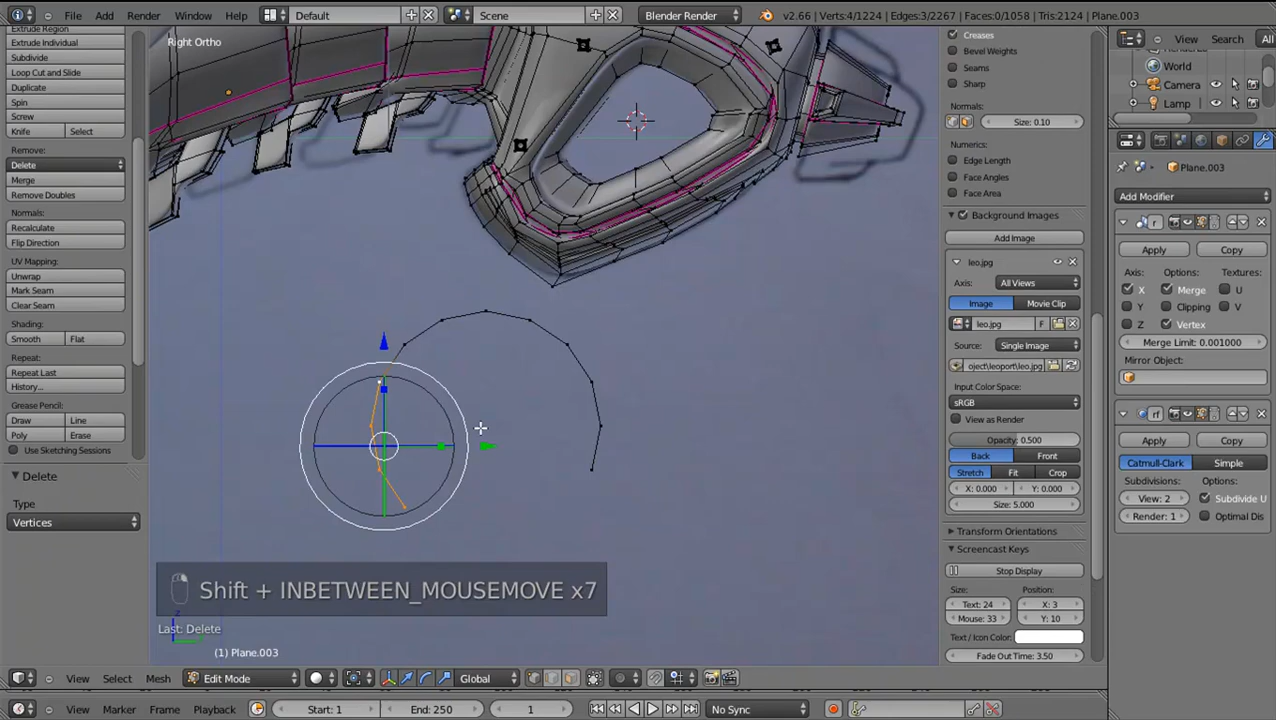 File Add Render Window Help Default Scene Blender Render v2.66 | Verts:4/1224 | Edges:3/2267 | Faces:0/1058 | Tris:2124 | Plane.003
Extrude Region
Extrude Individual
Subdivide
Loop Cut and Slide
Duplicate
Spin
Screw
Knife Select
Remove:
Delete
Merge
Remove Doubles
Normals:
Recalculate
Flip Direction
UV Mapping:
Unwrap
Mark Seam
Clear Seam
Shading:
Smooth Flat
Repeat:
Repeat Last
History...
Grease Pencil:
Draw Line
Poly Erase
Use Sketching Sessions
Delete
Type
Vertices
Right Ortho
Shift + INBETWEEN_MOUSEMOVE x7
Last: Delete
(1) Plane.003
View Select Mesh Edit Mode Global
View Marker Frame Playback Start: 1 End: 250 1 No Sync
Creases
Bevel Weights
Seams
Sharp
Normals:
Size: 0.10
Numerics:
Edge Length
Face Angles
Face Area
Background Images
Add Image
leo.jpg
Axis: All Views
Image Movie Clip
leo.jpg F
Source: Single Image
oject\leoport\leo.jpg
Input Color Space:
sRGB
View as Render
Opacity: 0.500
Back Front
Stretch Fit Crop
X: 0.000 Y: 0.000
Size: 5.000
Transform Orientations
Screencast Keys
Stop Display
Size: Position:
Text: 24 X: 3
Mouse: 33 Y: 10
Text / Icon Color:
Fade Out Time: 3.50
View Search All
World
Camera
Lamp
Plane.003
Add Modifier
Apply Copy
Axis: Options: Textures:
X Merge U
Y Clipping V
Z Vertex
Merge Limit: 0.001000
Mirror Object:
Apply Copy
Catmull-Clark Simple
Subdivisions: Options:
View: 2 Subdivide U
Render: 1 Optimal Dis